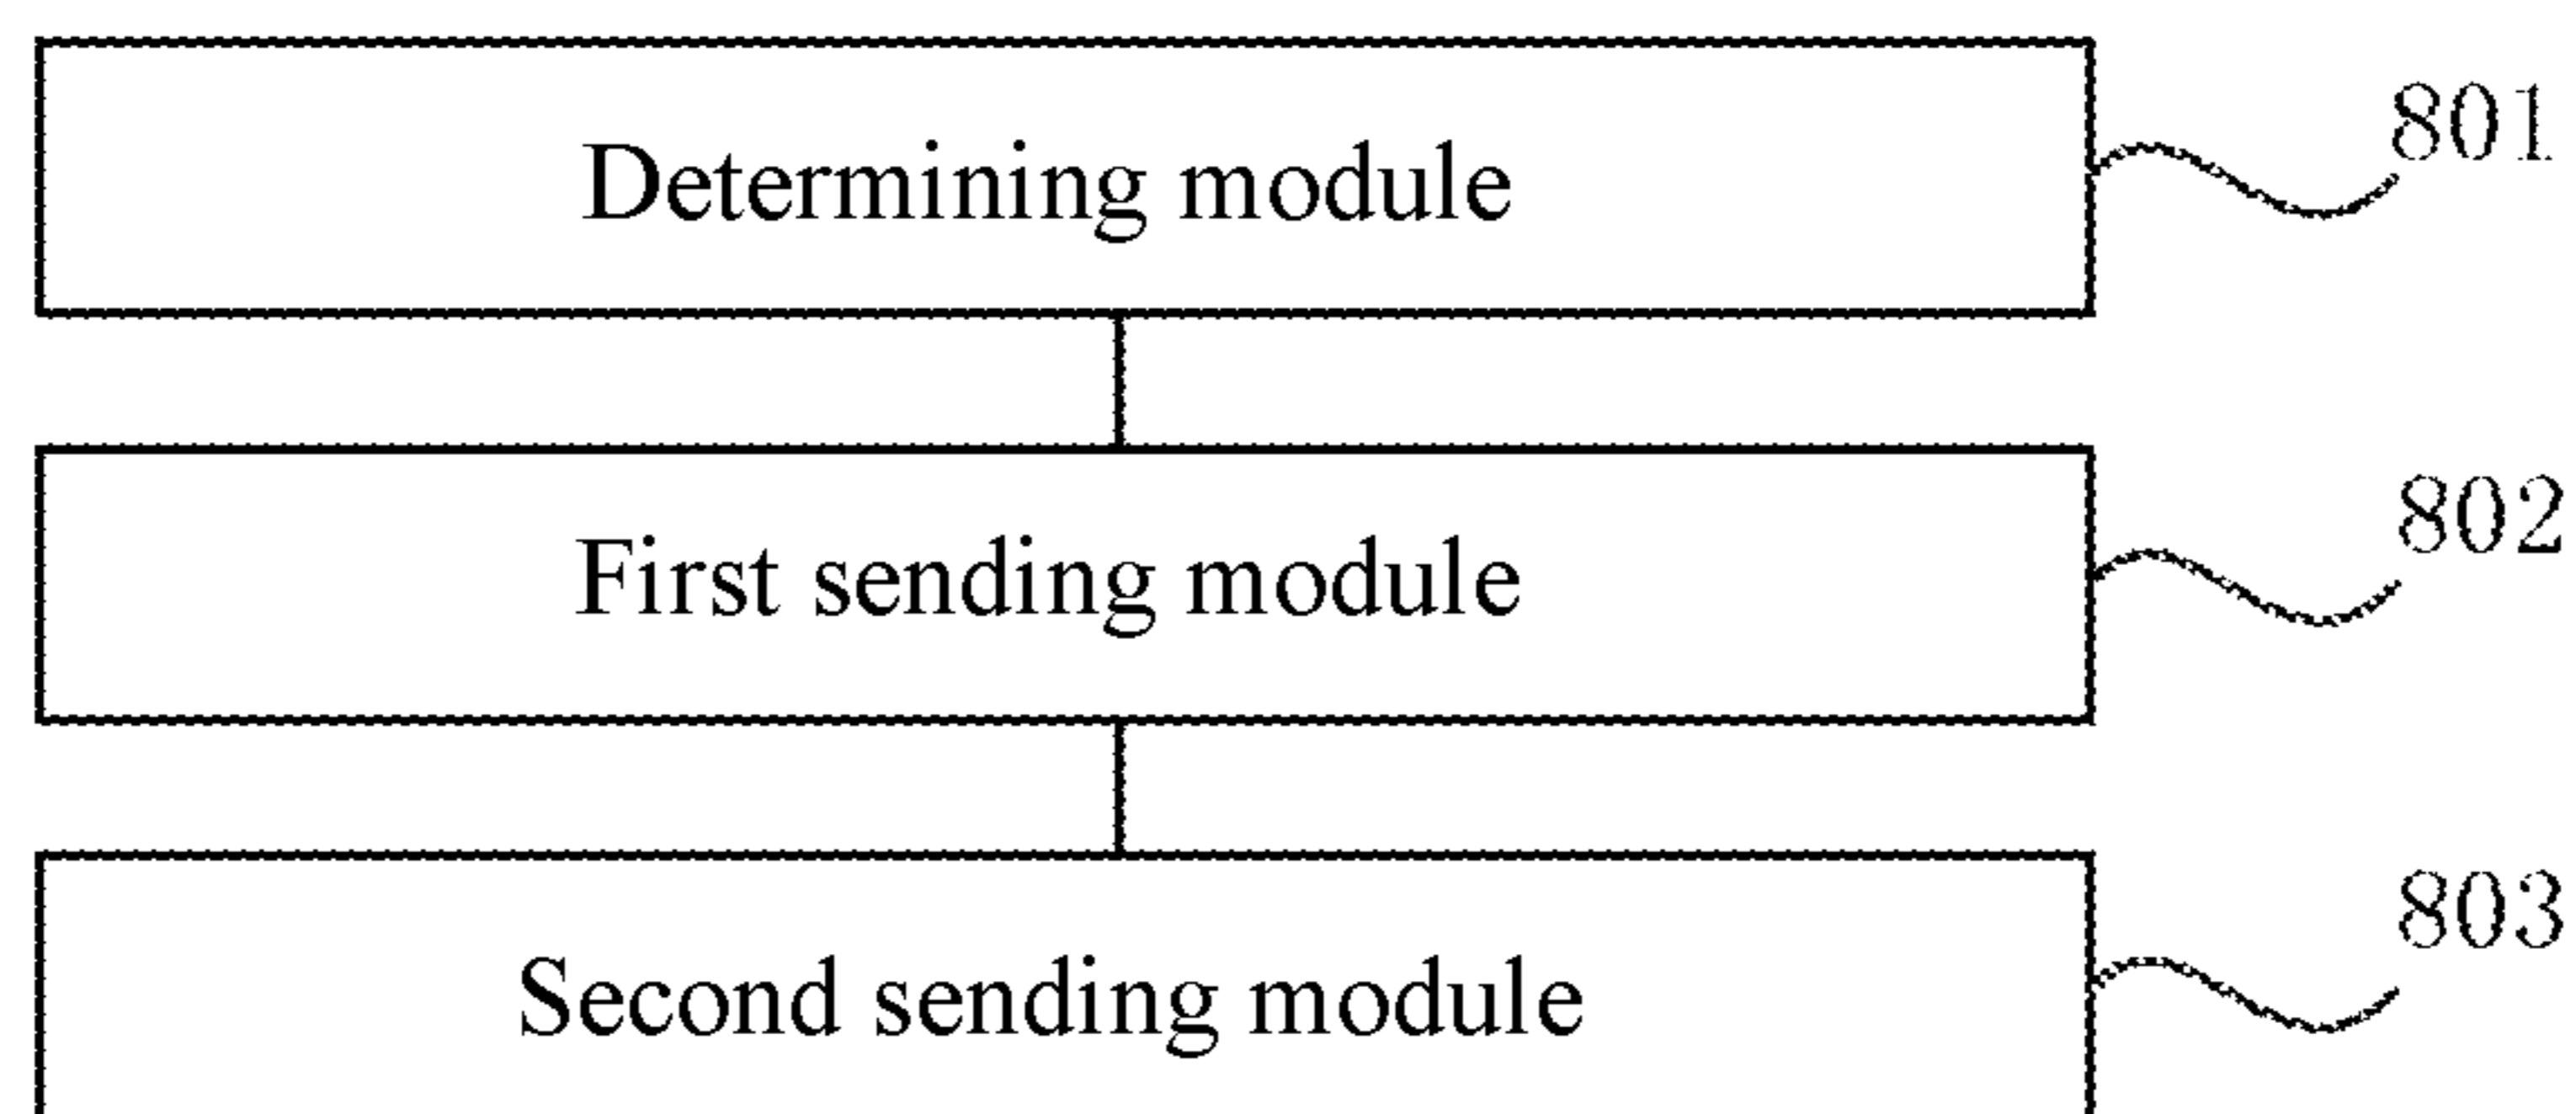 Determining module
801
First sending module
802
Second sending module
803